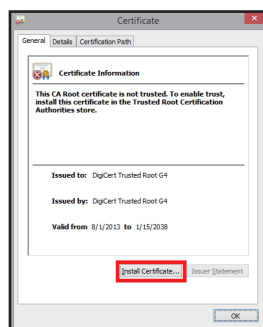 Certificate
General Details Certification Path
Certificate Information
This CA Root certificate is not trusted. To enable trust,
install this certificate in the Trusted Root Certification
Authorities store.
Issued to: DigiCert Trusted Root G4
Issued by: DigiCert Trusted Root G4
Valid from 8/1/2013 to 1/15/2038
Install Certificate... Issuer Statement
OK